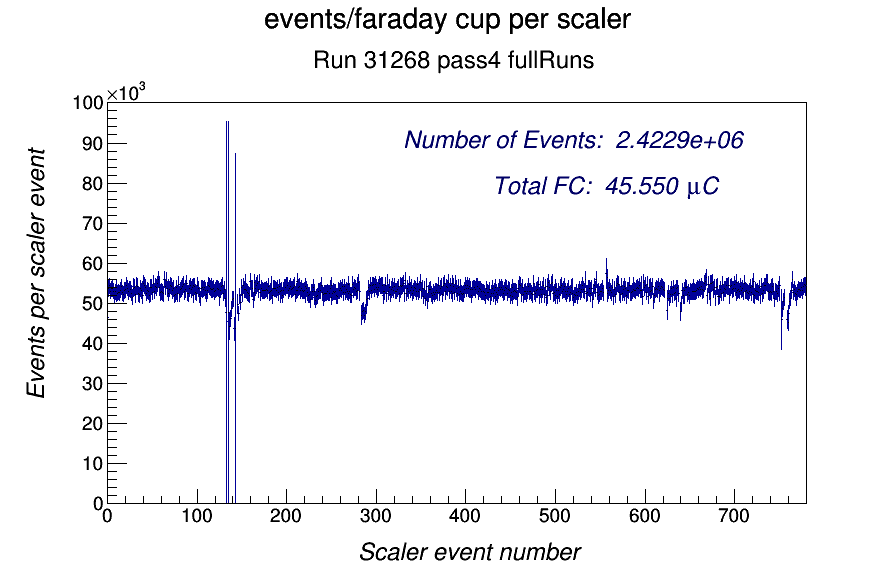 events/faraday cup per scaler
Run 31268 pass4 fullRuns
×10³
Number of Events: 2.4229e+06
Total FC: 45.550 μC
Events per scaler event
100
90
80
70
60
50
40
30
20
10
0
0 100 200 300 400 500 600 700
Scaler event number